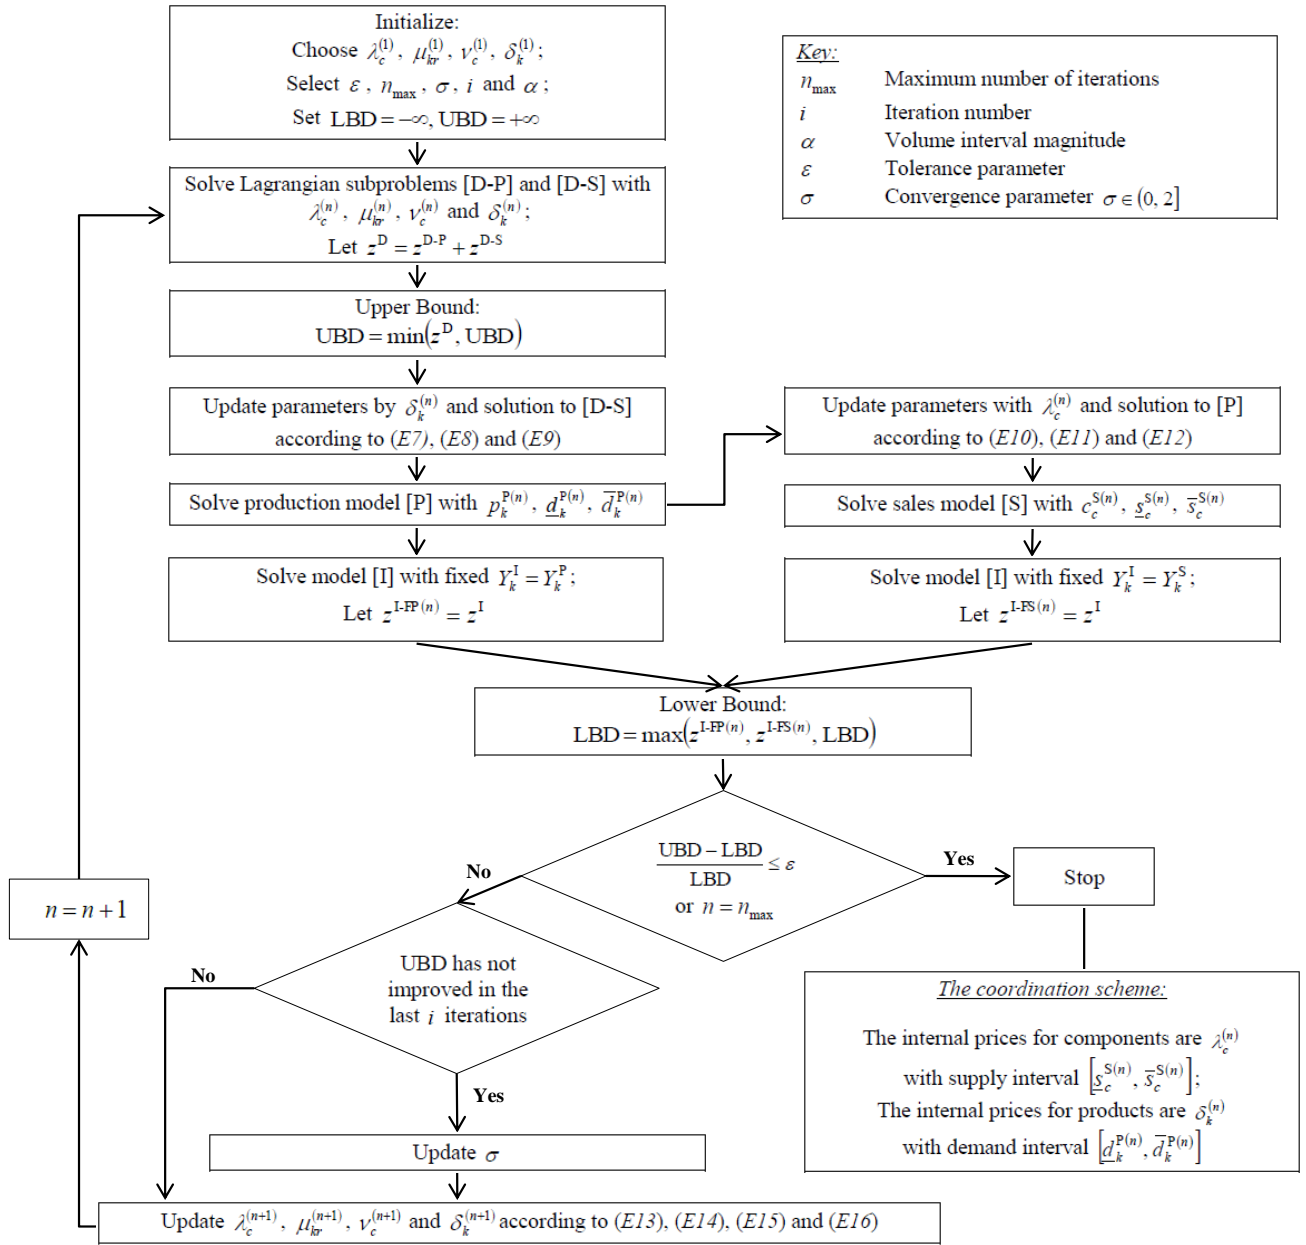 Initialize:
Choose λ_c^(1), μ_kr^(1), ν_c^(1), δ_k^(1);
Select ε, n_max, σ, i and α;
Set LBD = −∞, UBD = +∞
Key:
n_max Maximum number of iterations
i Iteration number
α Volume interval magnitude
ε Tolerance parameter
σ Convergence parameter σ ∈ (0, 2]
Solve Lagrangian subproblems [D-P] and [D-S] with
λ_c^(n), μ_kr^(n), ν_c^(n) and δ_k^(n);
Let z^D = z^D-P + z^D-S
Upper Bound:
UBD = min(z^D, UBD)
Update parameters by δ_k^(n) and solution to [D-S]
according to (E7), (E8) and (E9)
Update parameters with λ_c^(n) and solution to [P]
according to (E10), (E11) and (E12)
Solve production model [P] with p_k^P(n), d̲_k^P(n), d̅_k^P(n)
Solve sales model [S] with c_c^S(n), s̲_c^S(n), s̅_c^S(n)
Solve model [I] with fixed Y_k^I = Y_k^P;
Let z^I-FP(n) = z^I
Solve model [I] with fixed Y_k^I = Y_k^S;
Let z^I-FS(n) = z^I
Lower Bound:
LBD = max(z^I-FP(n), z^I-FS(n), LBD)
(UBD − LBD)/LBD ≤ ε
or n = n_max
Yes
Stop
No
n = n + 1
UBD has not
improved in the
last i iterations
No
Yes
Update σ
The coordination scheme:
The internal prices for components are λ_c^(n)
with supply interval [s̲_c^S(n), s̅_c^S(n)];
The internal prices for products are δ_k^(n)
with demand interval [d̲_k^P(n), d̅_k^P(n)]
Update λ_c^(n+1), μ_kr^(n+1), ν_c^(n+1) and δ_k^(n+1) according to (E13), (E14), (E15) and (E16)